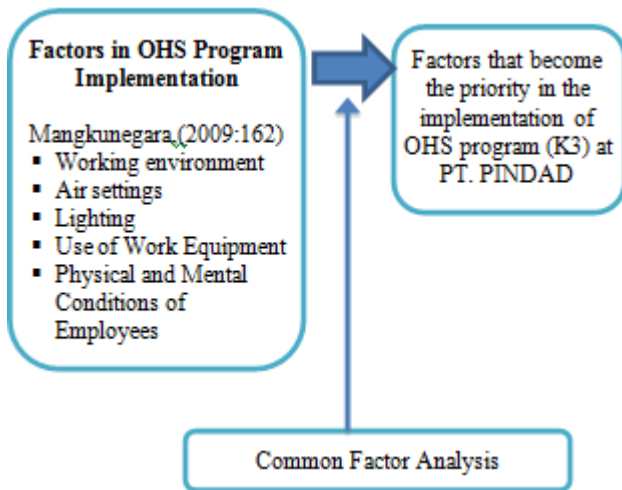 Factors in OHS Program
Implementation
Mangkunegara (2009:162)
▪ Working environment
▪ Air settings
▪ Lighting
▪ Use of Work Equipment
▪ Physical and Mental
Conditions of
Employees
Factors that become
the priority in the
implementation of
OHS program (K3) at
PT. PINDAD
Common Factor Analysis